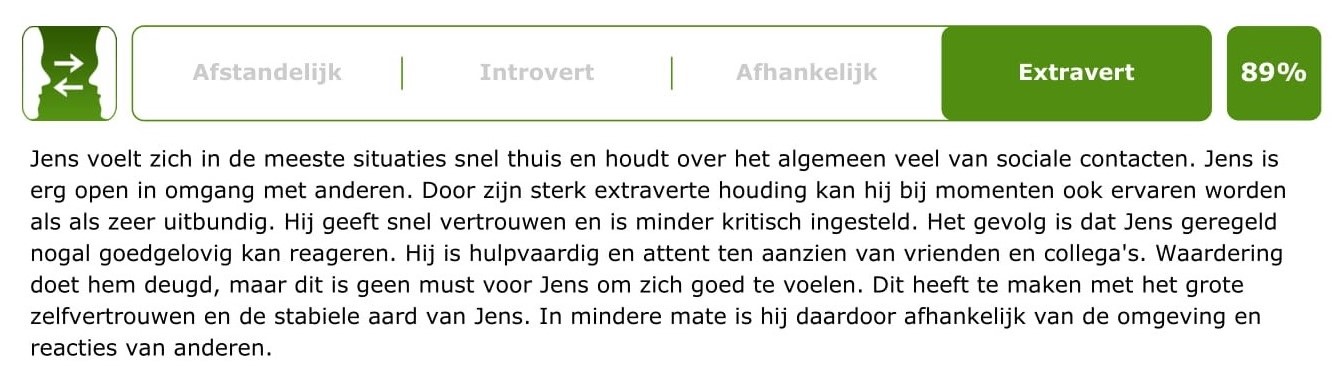 Afstandelijk Introvert Afhankelijk Extravert 89%
Jens voelt zich in de meeste situaties snel thuis en houdt over het algemeen veel van sociale contacten. Jens is
erg open in omgang met anderen. Door zijn sterk extraverte houding kan hij bij momenten ook ervaren worden
als als zeer uitbundig. Hij geeft snel vertrouwen en is minder kritisch ingesteld. Het gevolg is dat Jens geregeld
nogal goedgelovig kan reageren. Hij is hulpvaardig en attent ten aanzien van vrienden en collega's. Waardering
doet hem deugd, maar dit is geen must voor Jens om zich goed te voelen. Dit heeft te maken met het grote
zelfvertrouwen en de stabiele aard van Jens. In mindere mate is hij daardoor afhankelijk van de omgeving en
reacties van anderen.